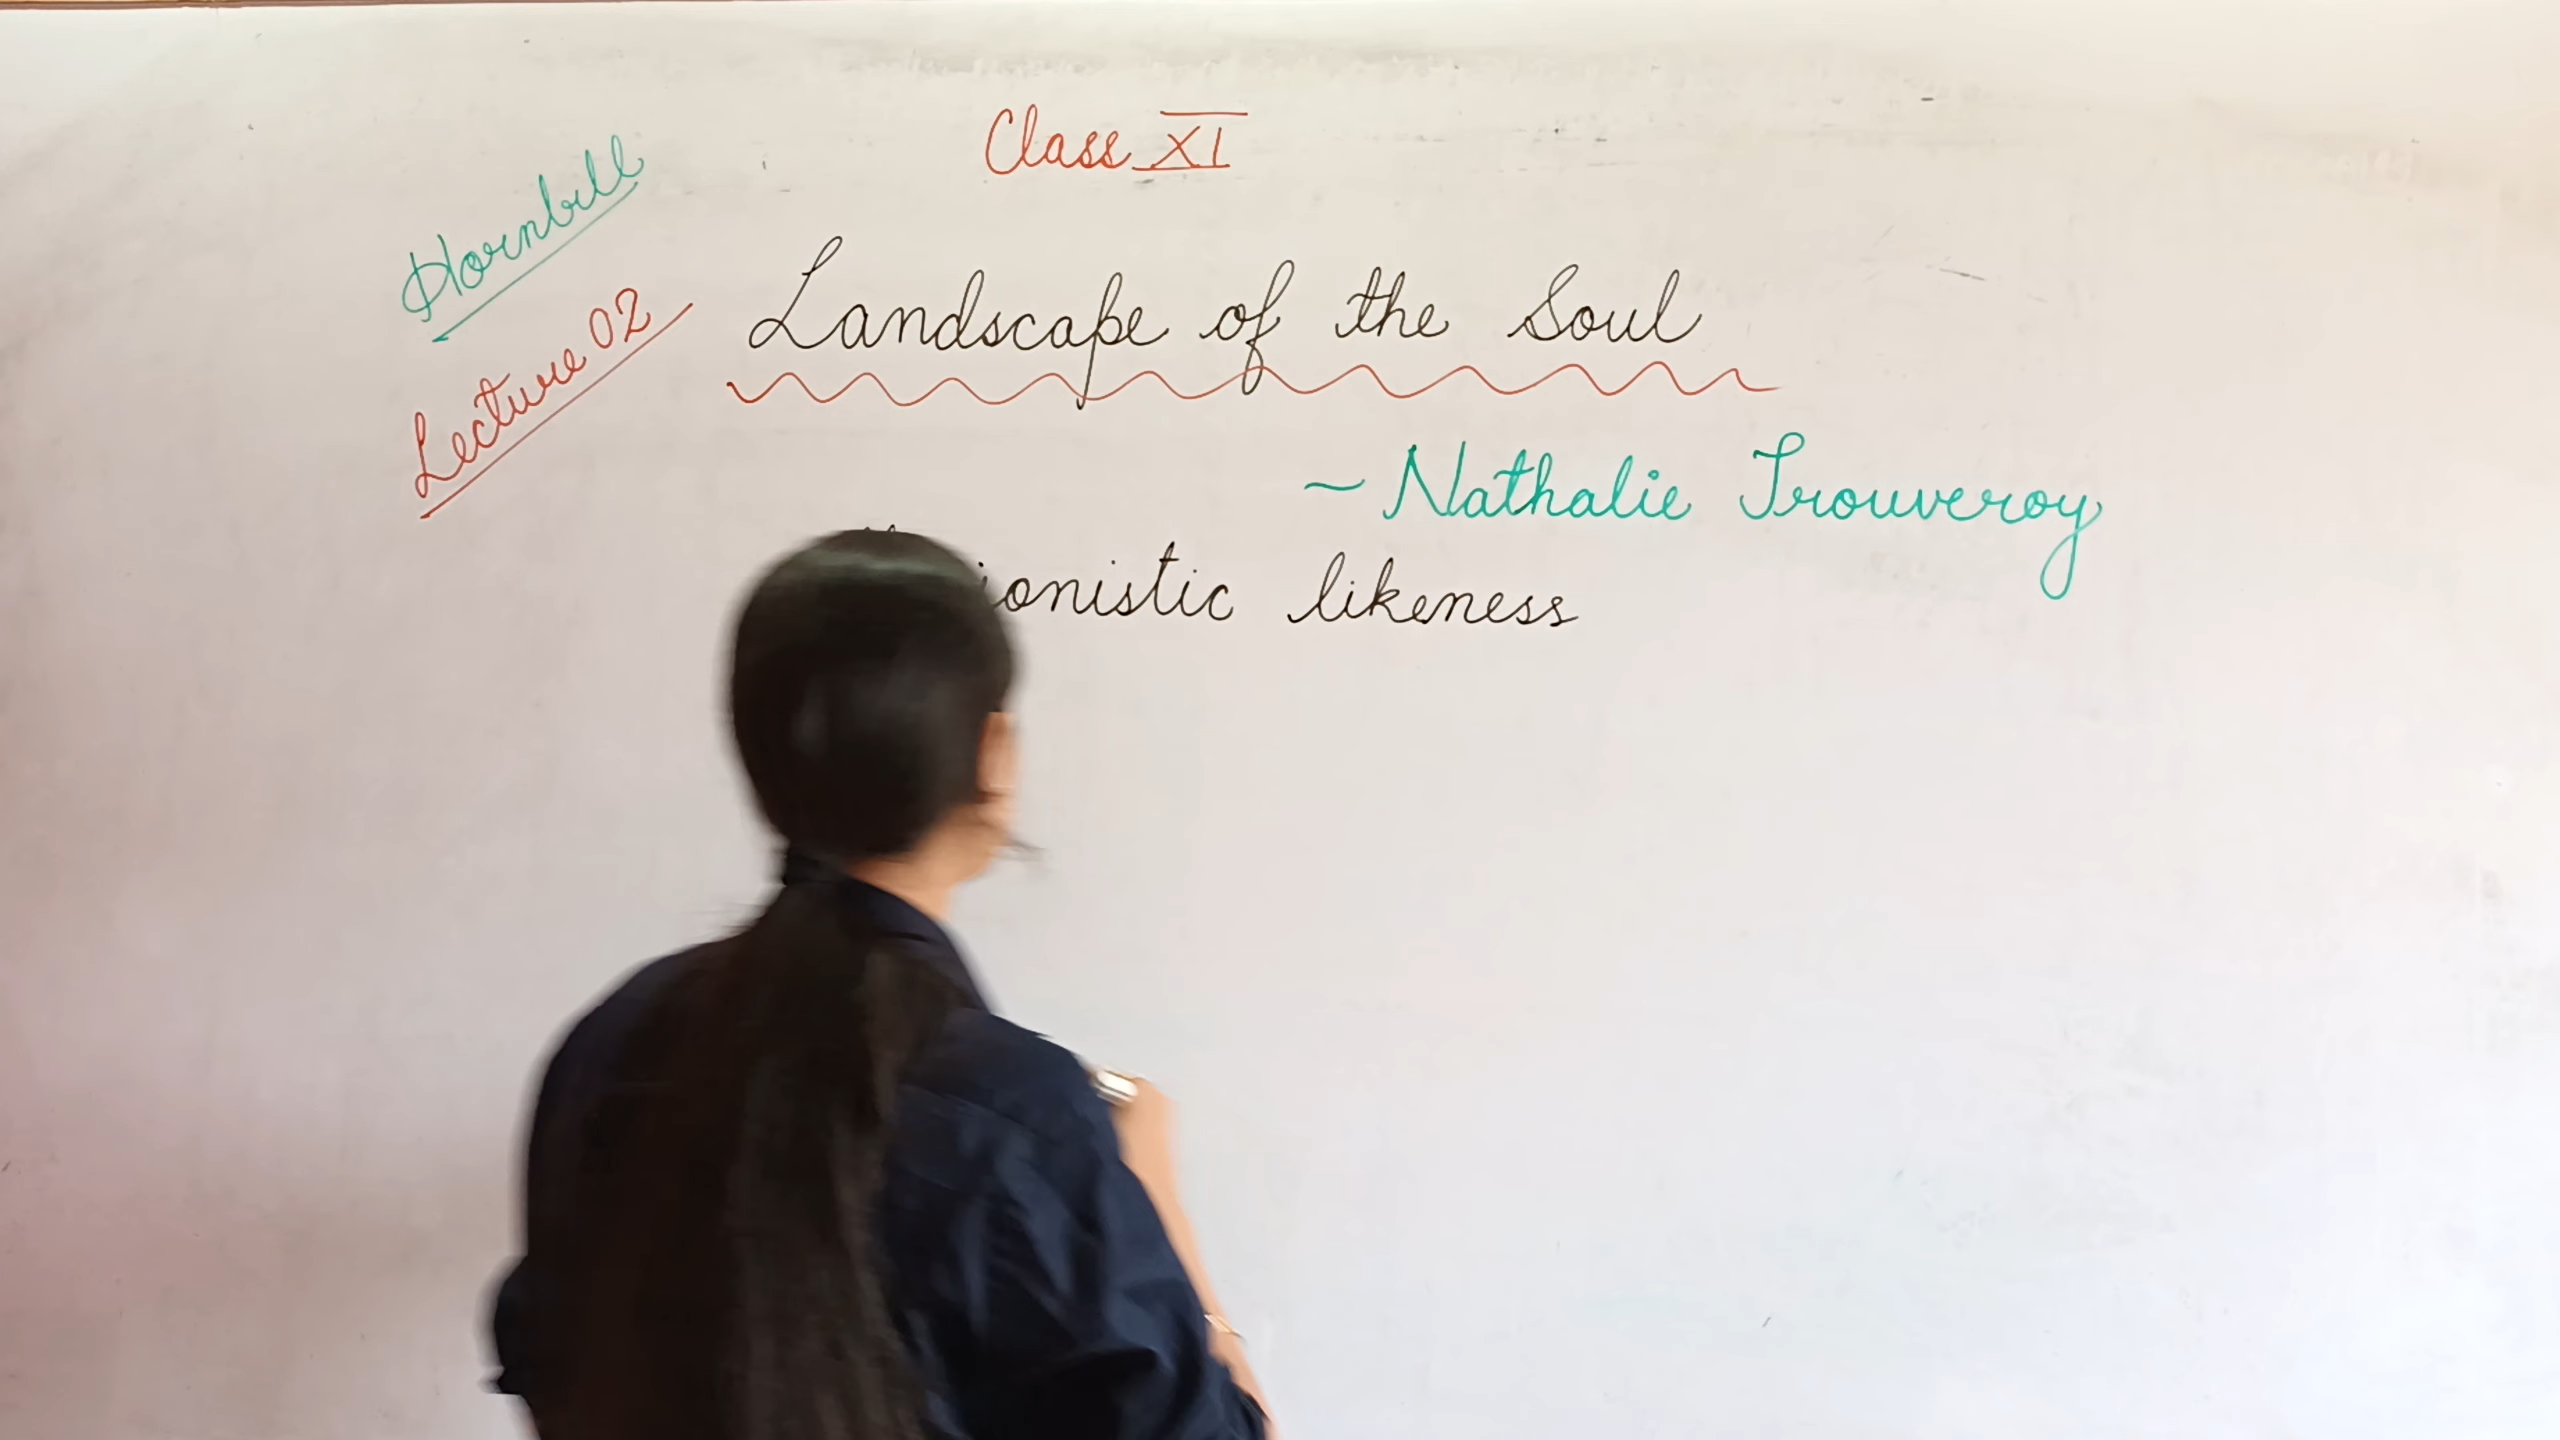 Class XI
Hornbill
Lecture 02
Landscape of the Soul
~ Nathalie Trouveroy
likeness